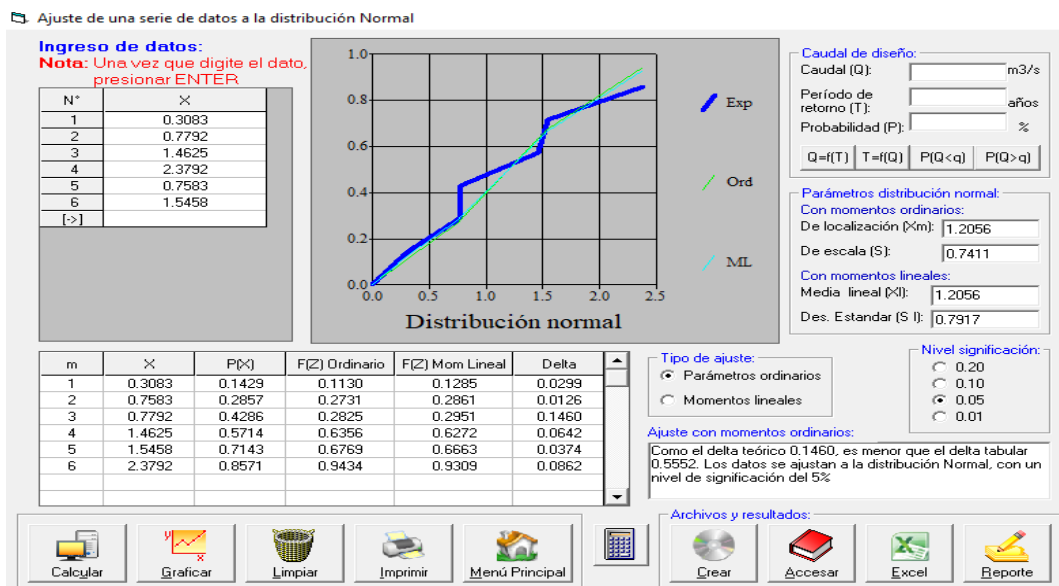 Ajuste de una serie de datos a la distribución Normal
Ingreso de datos:
Nota: Una vez que digite el dato,
presionar ENTER
N° X
1 0.3083
2 0.7792
3 1.4625
4 2.3792
5 0.7583
6 1.5458
[->]
1.0
0.8
0.6
0.4
0.2
0.0
0.0 0.5 1.0 1.5 2.0 2.5
Distribución normal
Exp
Ord
ML
Caudal de diseño:
Caudal (Q): m3/s
Período de
retorno (T): años
Probabilidad (P): %
Q=f(T) T=f(Q) P(Q<q) P(Q>q)
Parámetros distribución normal:
Con momentos ordinarios:
De localización (Xm): 1.2056
De escala (S): 0.7411
Con momentos lineales:
Media lineal (Xl): 1.2056
Des. Estandar (S l): 0.7917
m X P(X) F(Z) Ordinario F(Z) Mom Lineal Delta
1 0.3083 0.1429 0.1130 0.1285 0.0299
2 0.7583 0.2857 0.2731 0.2861 0.0126
3 0.7792 0.4286 0.2825 0.2951 0.1460
4 1.4625 0.5714 0.6356 0.6272 0.0642
5 1.5458 0.7143 0.6769 0.6663 0.0374
6 2.3792 0.8571 0.9434 0.9309 0.0862
Tipo de ajuste:
Parámetros ordinarios
Momentos lineales
Nivel significación:
0.20
0.10
0.05
0.01
Ajuste con momentos ordinarios:
Como el delta teórico 0.1460, es menor que el delta tabular
0.5552. Los datos se ajustan a la distribución Normal, con un
nivel de significación del 5%
Archivos y resultados:
Calcular Graficar Limpiar Imprimir Menú Principal Crear Accesar Excel Reporte